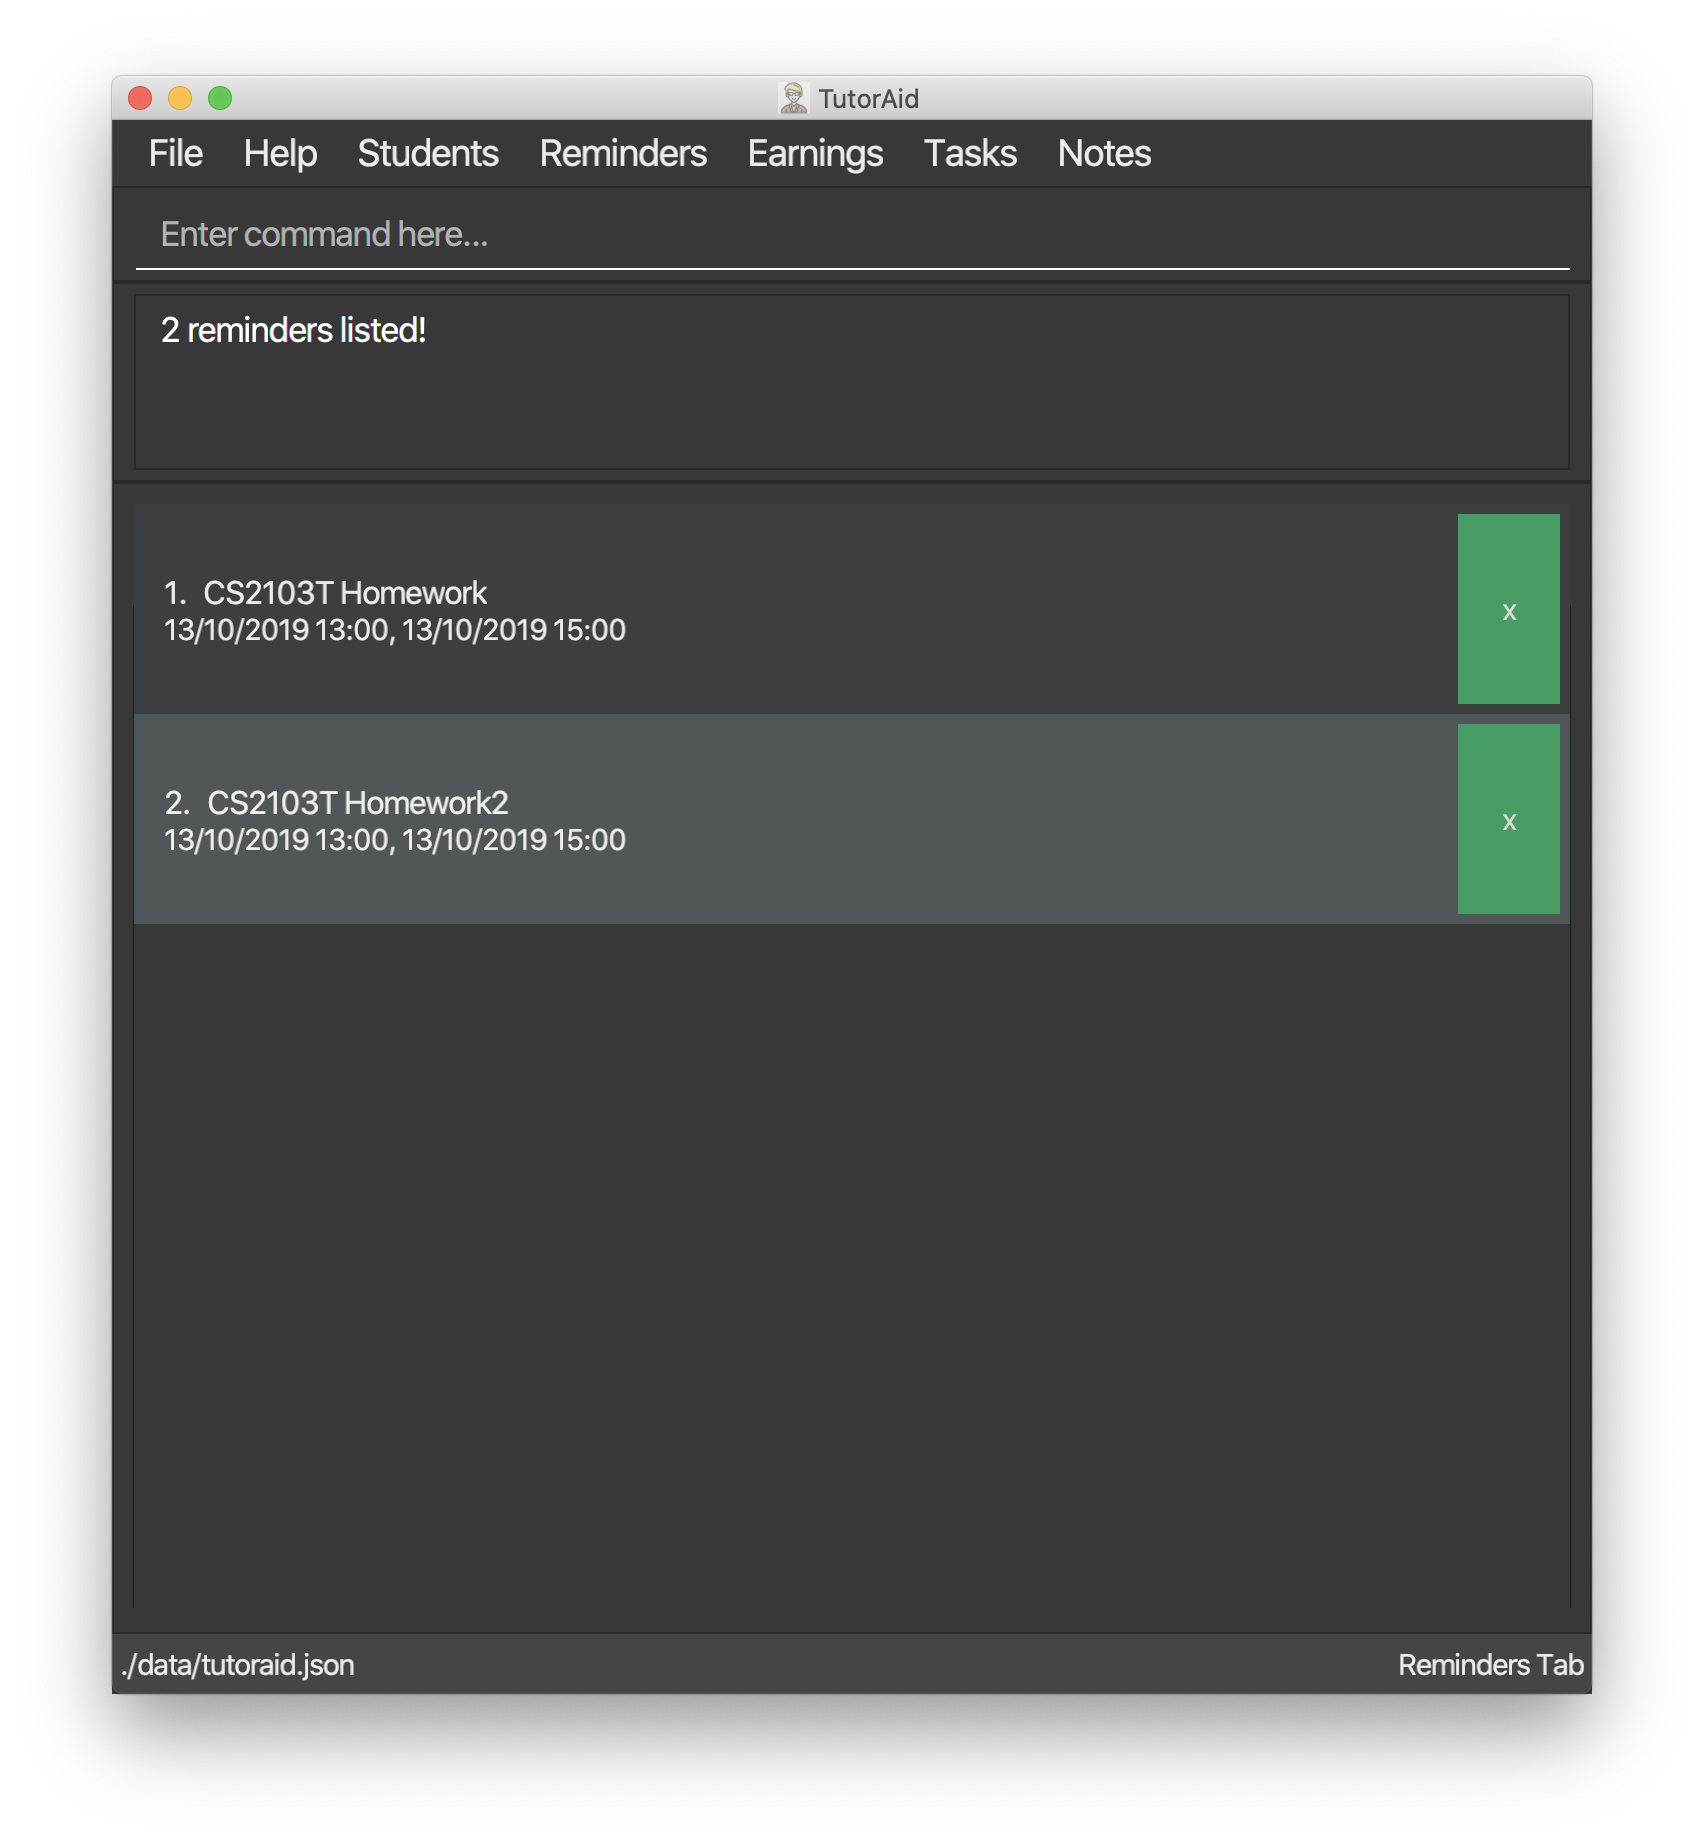 TutorAid
File Help Students Reminders Earnings Tasks Notes
Enter command here...
2 reminders listed!
1. CS2103T Homework
13/10/2019 13:00, 13/10/2019 15:00
x
2. CS2103T Homework2
13/10/2019 13:00, 13/10/2019 15:00
x
./data/tutoraid.json
Reminders Tab